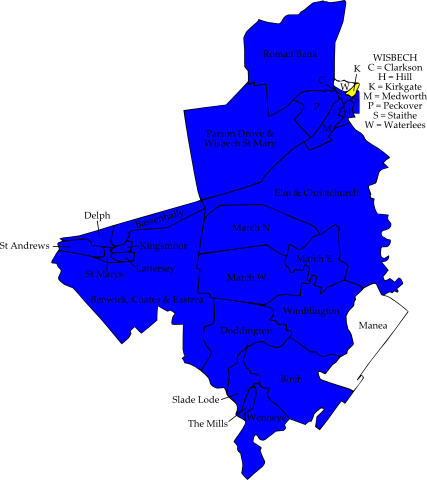 Roman Bank
WISBECH
C = Clarkson
H = Hill
K = Kirkgate
M = Medworth
P = Peckover
S = Staithe
W = Waterlees
K
C
W
P
M
Parson Drove &
Wisbech St Mary
Elm & Christchurch
Bassenhally
Delph
St Andrews
Kingsmoor
Lattersey
St Marys
March N
March E
March W
Benwick, Coates & Eastrea
Wimblington
Doddington
Manea
Birch
Slade Lode
The Mills
Wenneye